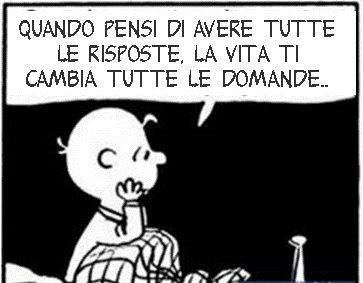 QUANDO PENSI DI AVERE TUTTE
LE RISPOSTE, LA VITA TI
CAMBIA TUTTE LE DOMANDE..